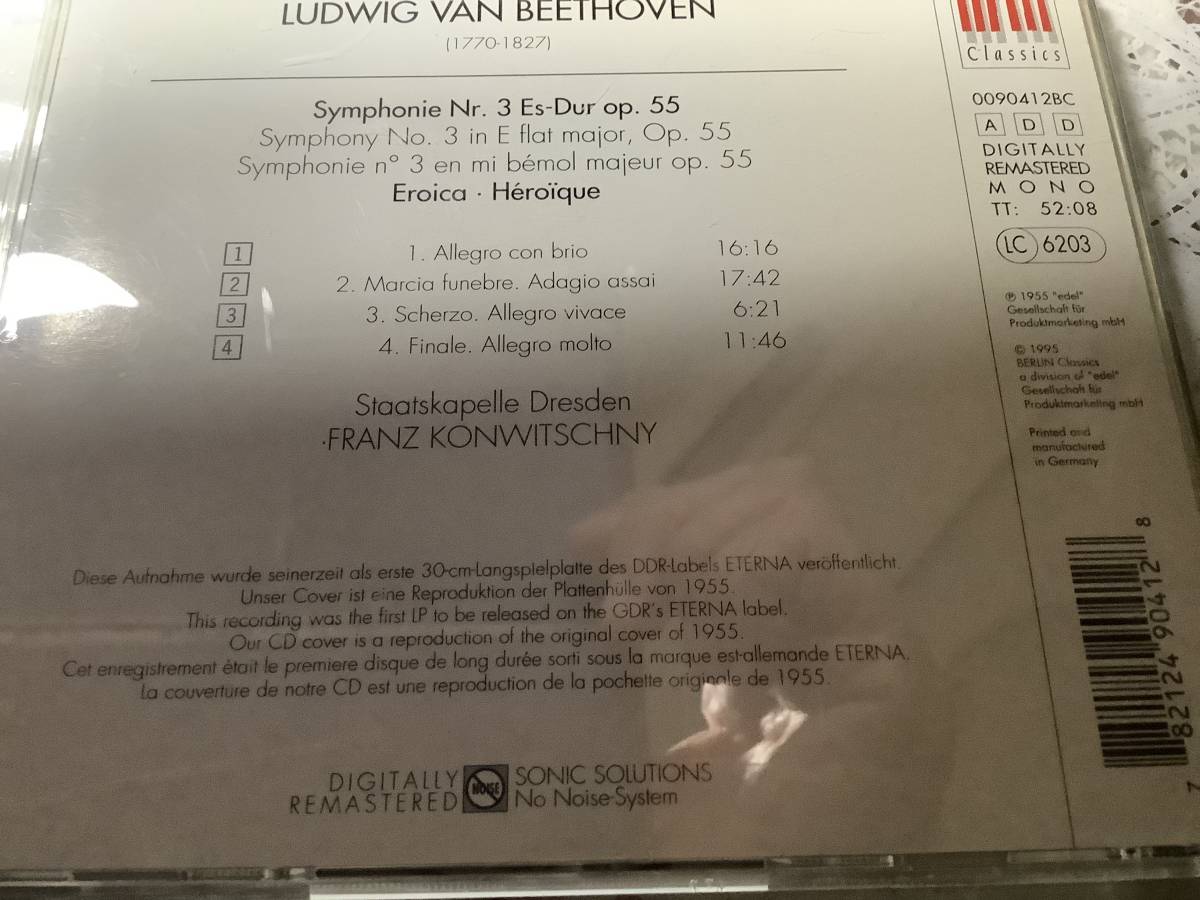 LUDWIG VAN BEETHOVEN
(1770-1827)
Symphonie Nr. 3 Es-Dur op. 55
Symphony No. 3 in E flat major, Op. 55
Symphonie n° 3 en mi bémol majeur op. 55
Eroica · Héroïque
1 1. Allegro con brio 16:16
2 2. Marcia funebre. Adagio assai 17:42
3 3. Scherzo. Allegro vivace 6:21
4 4. Finale. Allegro molto 11:46
Staatskapelle Dresden
·FRANZ KONWITSCHNY
Diese Aufnahme wurde seinerzeit als erste 30-cm-Langspielplatte des DDR-Labels ETERNA veröffentlicht.
Unser Cover ist eine Reproduktion der Plattenhülle von 1955.
This recording was the first LP to be released on the GDR's ETERNA label.
Our CD cover is a reproduction of the original cover of 1955.
Cet enregistrement était le premiere disque de long durée sorti sous la marque est-allemande ETERNA.
La couverture de notre CD est une reproduction de la pochette originale de 1955.
DIGITALLY
REMASTERED
NOISE
SONIC SOLUTIONS
No Noise-System
Classics
0090412BC
A D D
DIGITALLY
REMASTERED
MONO
TT: 52:08
LC 6203
℗ 1955 "edel"
Gesellschaft für
Produktmarketing mbH
© 1995
BERLIN Classics
a division of "edel"
Gesellschaft für
Produktmarketing mbH
Printed and
manufactured
in Germany
7 82124 90412 8